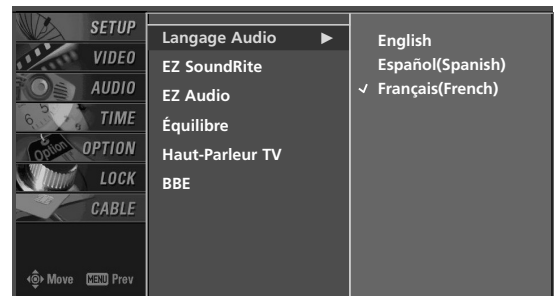 SETUP
VIDEO
AUDIO
TIME
OPTION
LOCK
CABLE
Move MENU Prev
Langage Audio ►
EZ SoundRite
EZ Audio
Équilibre
Haut-Parleur TV
BBE
English
Español(Spanish)
✓ Français(French)